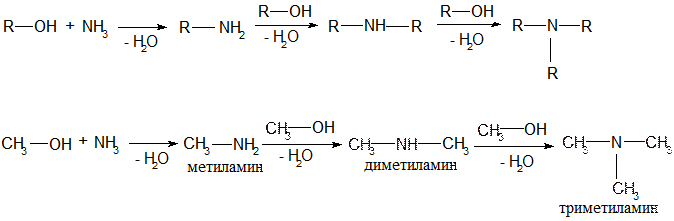 R—OH + NH3 → R—NH2 R—OH → R—NH—R R—OH → R—N—R
- H2O - H2O - H2O
R
CH3—OH + NH3 → CH3—NH2 CH3—OH → CH3—NH—CH3 CH3—OH → CH3—N—CH3
- H2O - H2O - H2O
метиламин диметиламин
CH3
триметиламин